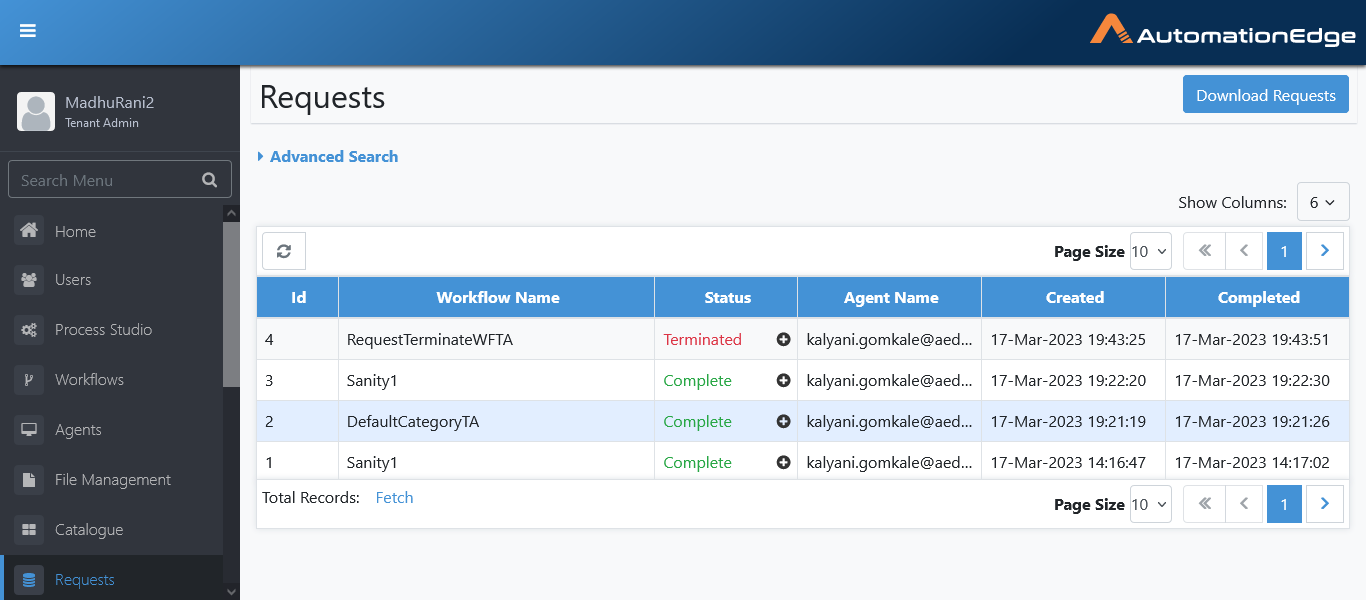 AutomationEdge
MadhuRani2
Tenant Admin
Search Menu
Home
Users
Process Studio
Workflows
Agents
File Management
Catalogue
Requests
Requests
Download Requests
Advanced Search
Show Columns: 6
Page Size 10 1
Id Workflow Name Status Agent Name Created Completed
4 RequestTerminateWFTA Terminated kalyani.gomkale@aed... 17-Mar-2023 19:43:25 17-Mar-2023 19:43:51
3 Sanity1 Complete kalyani.gomkale@aed... 17-Mar-2023 19:22:20 17-Mar-2023 19:22:30
2 DefaultCategoryTA Complete kalyani.gomkale@aed... 17-Mar-2023 19:21:19 17-Mar-2023 19:21:26
1 Sanity1 Complete kalyani.gomkale@aed... 17-Mar-2023 14:16:47 17-Mar-2023 14:17:02
Total Records: Fetch
Page Size 10 1